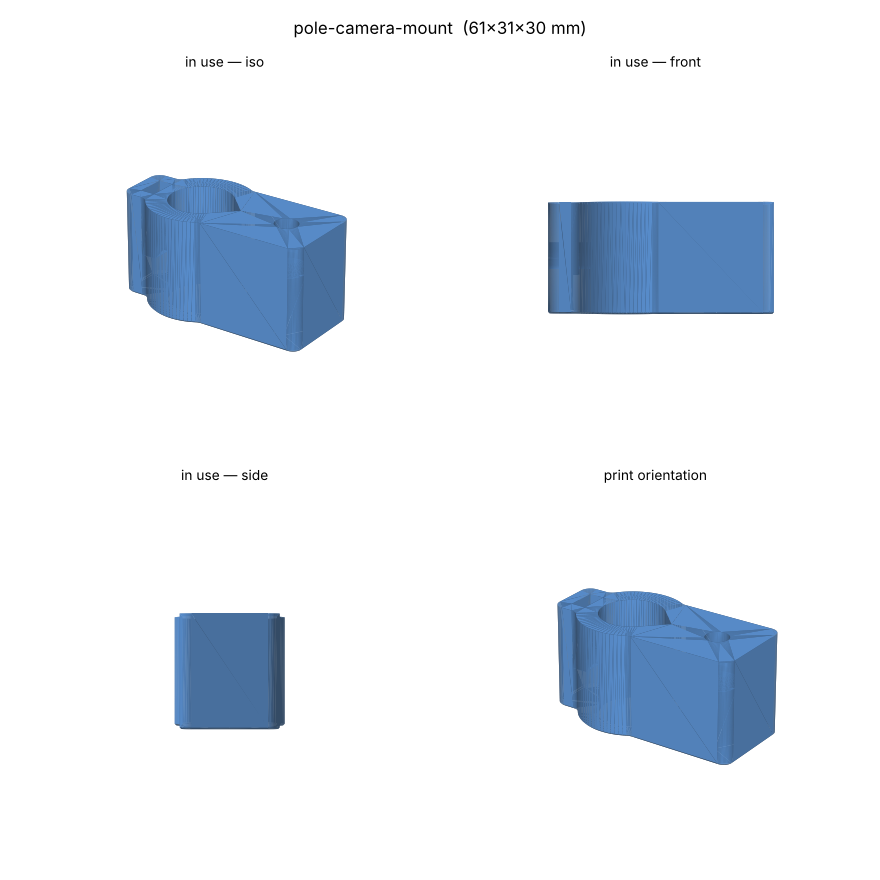 pole-camera-mount (61×31×30 mm)
in use — iso
in use — front
in use — side
print orientation